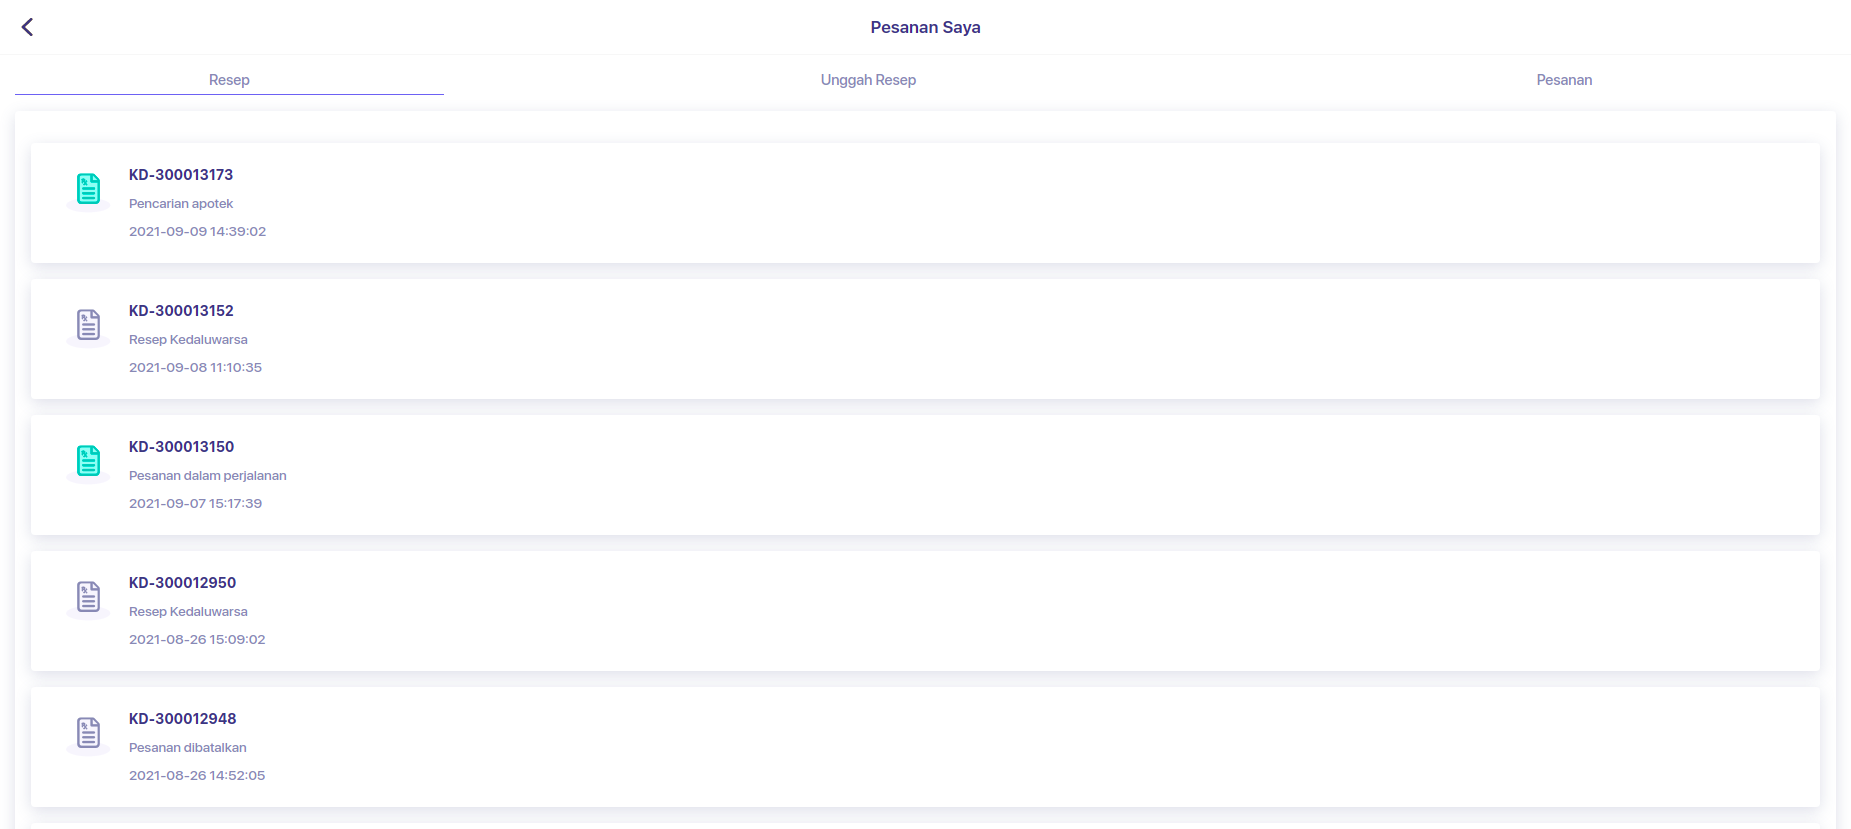 Pesanan Saya
Resep
Unggah Resep
Pesanan
KD-300013173
Pencarian apotek
2021-09-09 14:39:02
KD-300013152
Resep Kedaluwarsa
2021-09-08 11:10:35
KD-300013150
Pesanan dalam perjalanan
2021-09-07 15:17:39
KD-300012950
Resep Kedaluwarsa
2021-08-26 15:09:02
KD-300012948
Pesanan dibatalkan
2021-08-26 14:52:05